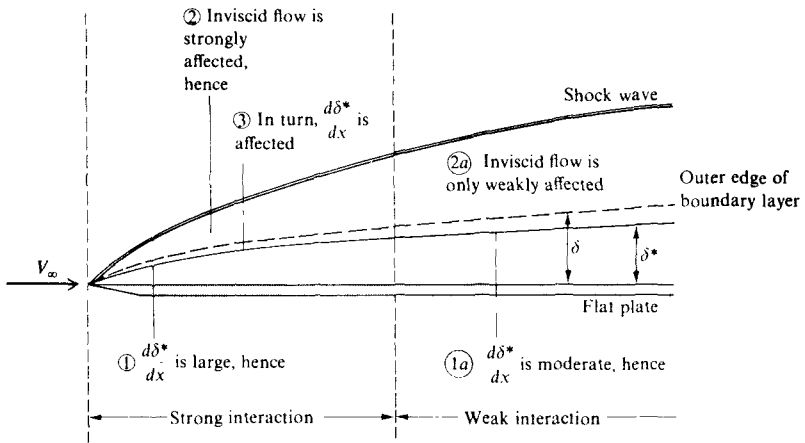 ② Inviscid flow is
strongly
affected,
hence
③ In turn, dδ*/dx is
affected
Shock wave
②a Inviscid flow is
only weakly affected
Outer edge of
boundary layer
V∞
δ
δ*
Flat plate
① dδ*/dx is large, hence
①a dδ*/dx is moderate, hence
Strong interaction
Weak interaction